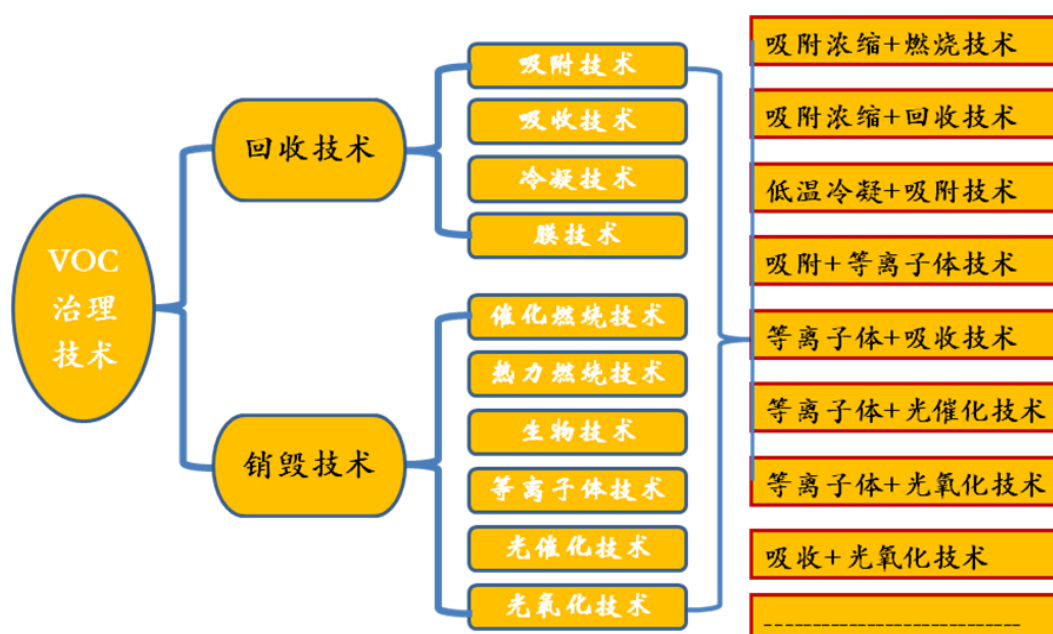 VOC
治理
技术
回收技术
销毁技术
吸附技术
吸收技术
冷凝技术
膜技术
催化燃烧技术
热力燃烧技术
生物技术
等离子体技术
光催化技术
光氧化技术
吸附浓缩+燃烧技术
吸附浓缩+回收技术
低温冷凝+吸附技术
吸附+等离子体技术
等离子体+吸收技术
等离子体+光催化技术
等离子体+光氧化技术
吸收+光氧化技术
---------------------------